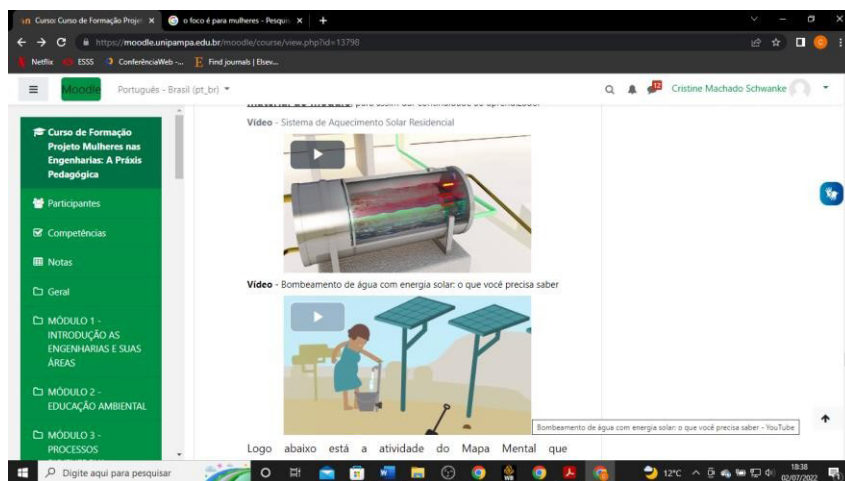 Curso: Curso de Formação Proje
o foco é para mulheres - Pesqui
https://moodle.unipampa.edu.br/moodle/course/view.php?id=13798
Netflix
ESSS
ConferênciaWeb -...
Find journals | Elsev...
Moodle
Português - Brasil (pt_br)
12
Cristine Machado Schwanke
Curso de Formação
Projeto Mulheres nas
Engenharias: A Práxis
Pedagógica
Participantes
Competências
Notas
Geral
MÓDULO 1 -
INTRODUÇÃO AS
ENGENHARIAS E SUAS
ÁREAS
MÓDULO 2 -
EDUCAÇÃO AMBIENTAL
MÓDULO 3 -
PROCESSOS
Vídeo - Sistema de Aquecimento Solar Residencial
Vídeo - Bombeamento de água com energia solar: o que você precisa saber
Bombeamento de água com energia solar: o que você precisa saber - YouTube
Logo abaixo está a atividade do Mapa Mental que
Digite aqui para pesquisar
12°C
18:38
02/07/2022